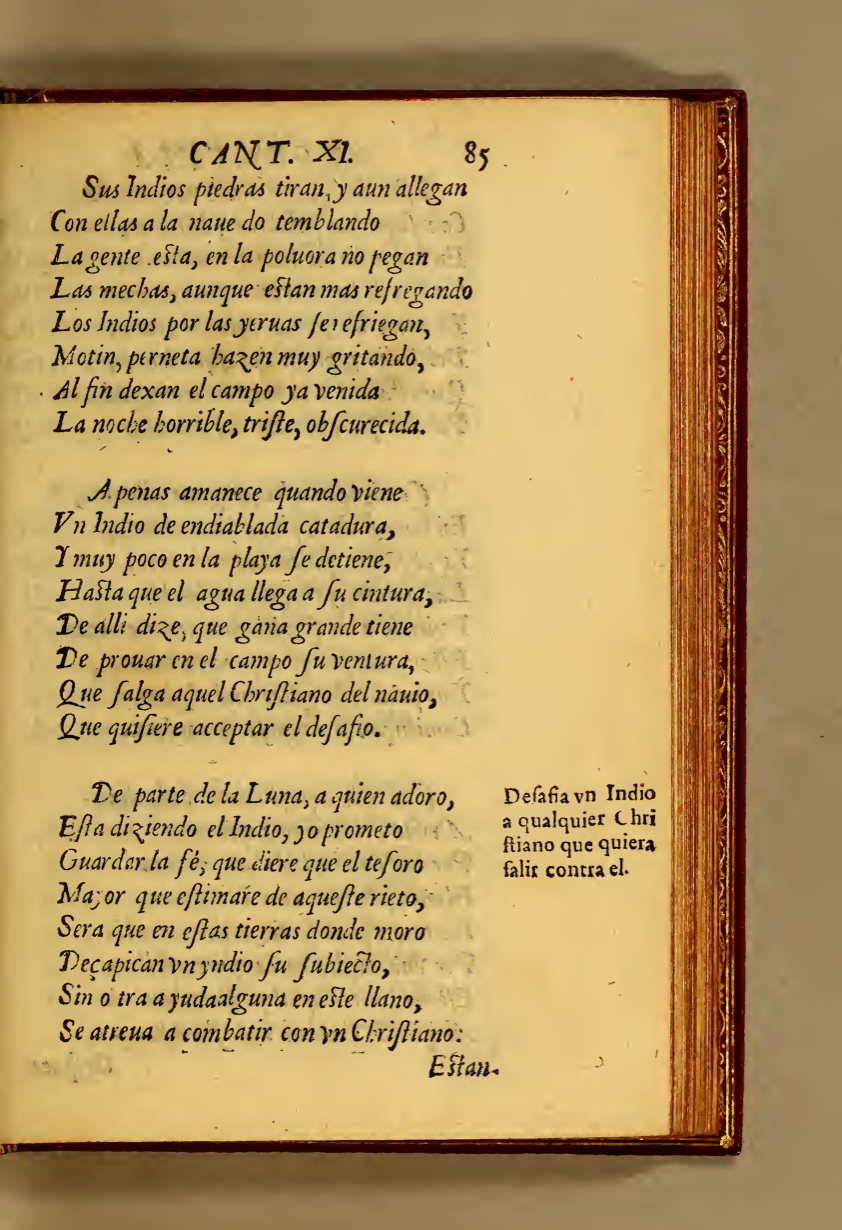 CANT. XI. 85
Sus Indios piedras tiran, y aun allegan
Con ellas a la naue do temblando
La gente esta, en la poluora no pegan
Las mechas, aunque estan mas refregando
Los Indios por las yeruas se refriegan,
Motin, perneta hazen muy gritando,
Al fin dexan el campo ya venida
La noche horrible, triſte, obſcurecida.
Apenas amanece quando viene
Vn Indio de endiablada catadura,
Y muy poco en la playa ſe detiene,
Haſta que el agua llega a ſu cintura,
De alli dize, que gana grande tiene
De prouar en el campo ſu ventura,
Que ſalga aquel Chriſtiano del nauio,
Que quiſiere acceptar el deſafio.
De parte de la Luna, a quien adoro,
Eſta diziendo el Indio, yo prometo
Guardar la fè, que diere que el teſoro
Mayor que eſtimare de aqueſte rieto,
Sera que en eſtas tierras donde moro
Deçapican vn yndio ſu ſubiecto,
Sin o tra ayudaalguna en eſte llano,
Se atreua a combatir con vn Chriſtiano:
Deſafia vn Indio
a qualquier Chri
ſtiano que quiera
ſalir contra el.
Eſtan-